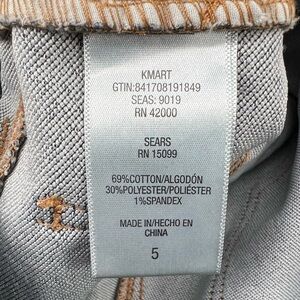 KMART
GTIN:841708191849
SEAS: 9019
RN 42000
SEARS
RN 15099
69%COTTON/ALGODÓN
30%POLYESTER/POLIÉSTER
1%SPANDEX
MADE IN/HECHO EN
CHINA
5